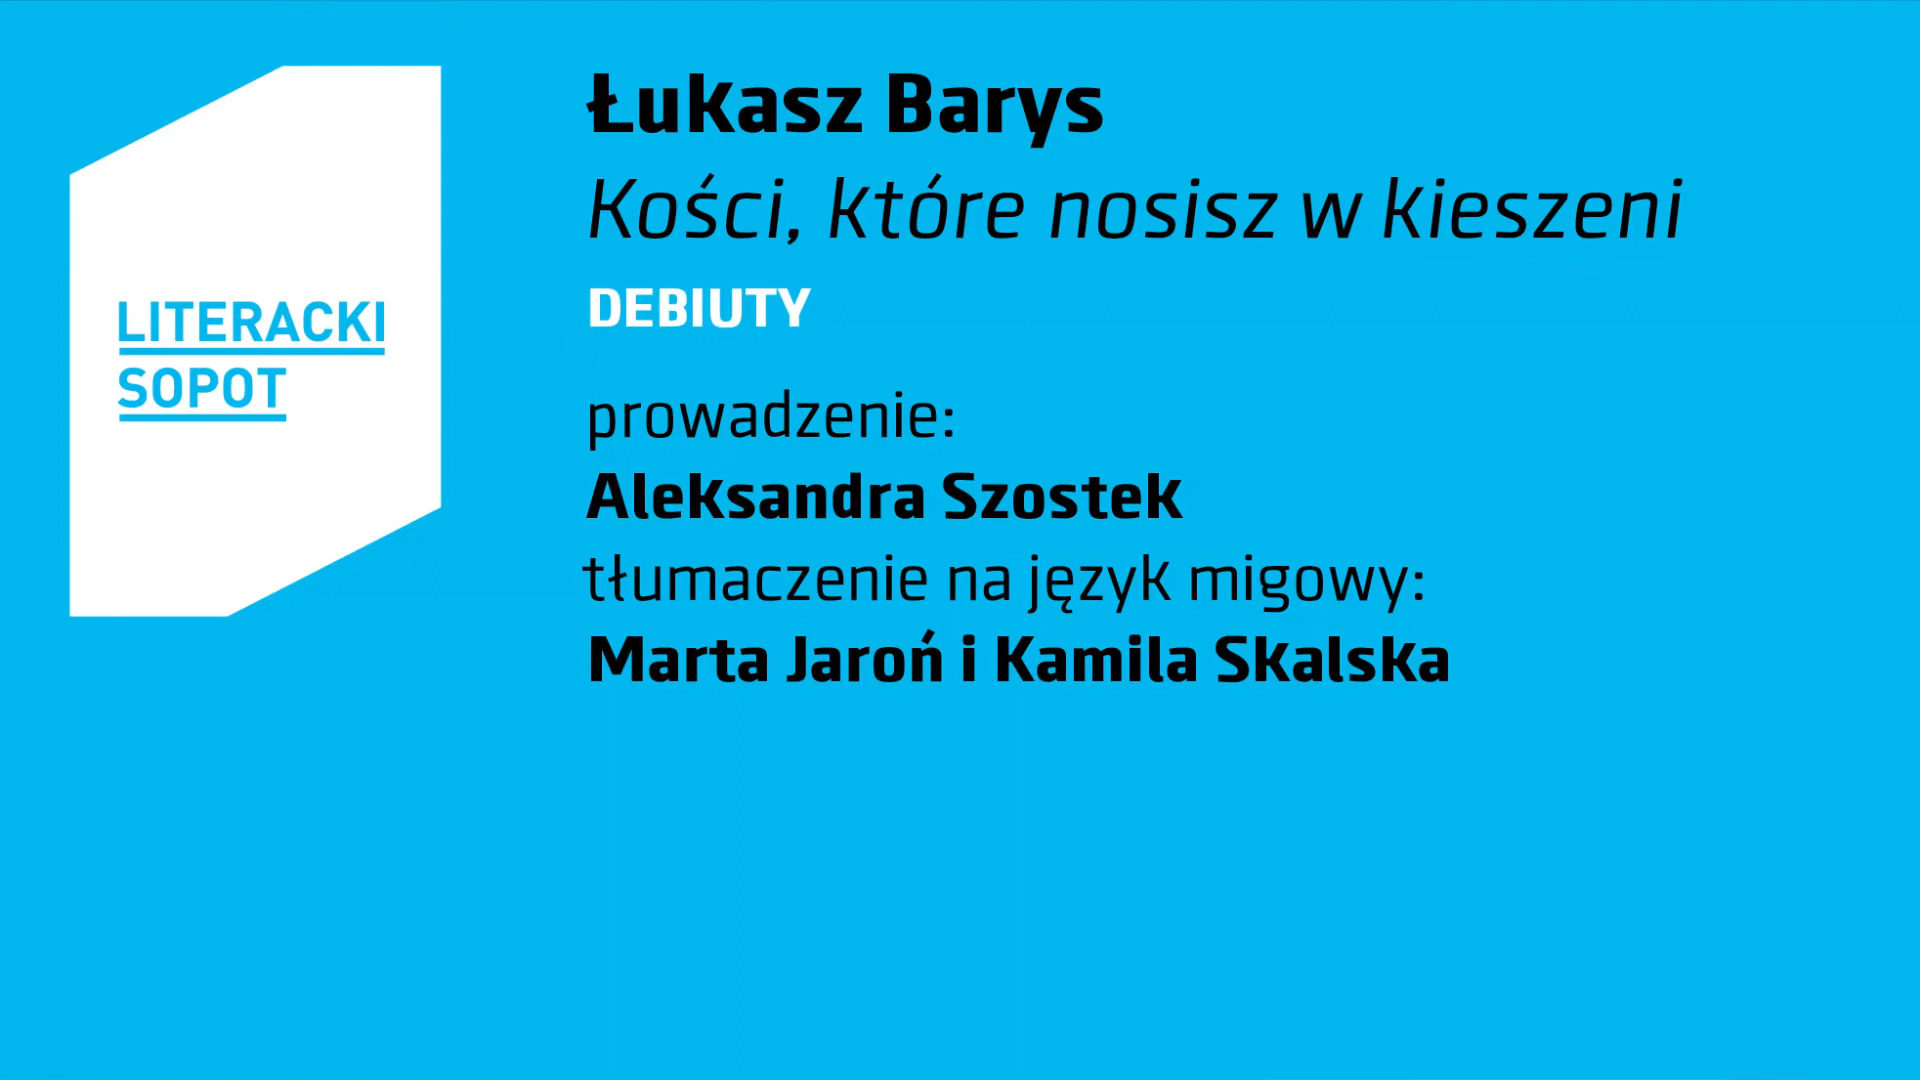 LITERACKI
SOPOT
Łukasz Barys
Kości, które nosisz w kieszeni
DEBIUTY
prowadzenie:
Aleksandra Szostek
tłumaczenie na język migowy:
Marta Jaroń i Kamila Skalska